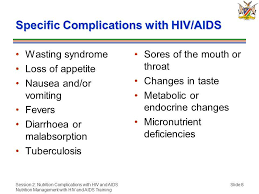 Specific Complications with HIV/AIDS
• Wasting syndrome
• Loss of appetite
• Nausea and/or
vomiting
• Fevers
• Diarrhoea or
malabsorption
• Tuberculosis
• Sores of the mouth or
throat
• Changes in taste
• Metabolic or
endocrine changes
• Micronutrient
deficiencies
Session 2: Nutrition Complications with HIV and AIDS
Nutrition Management with HIV and AIDS Training
Slide 8